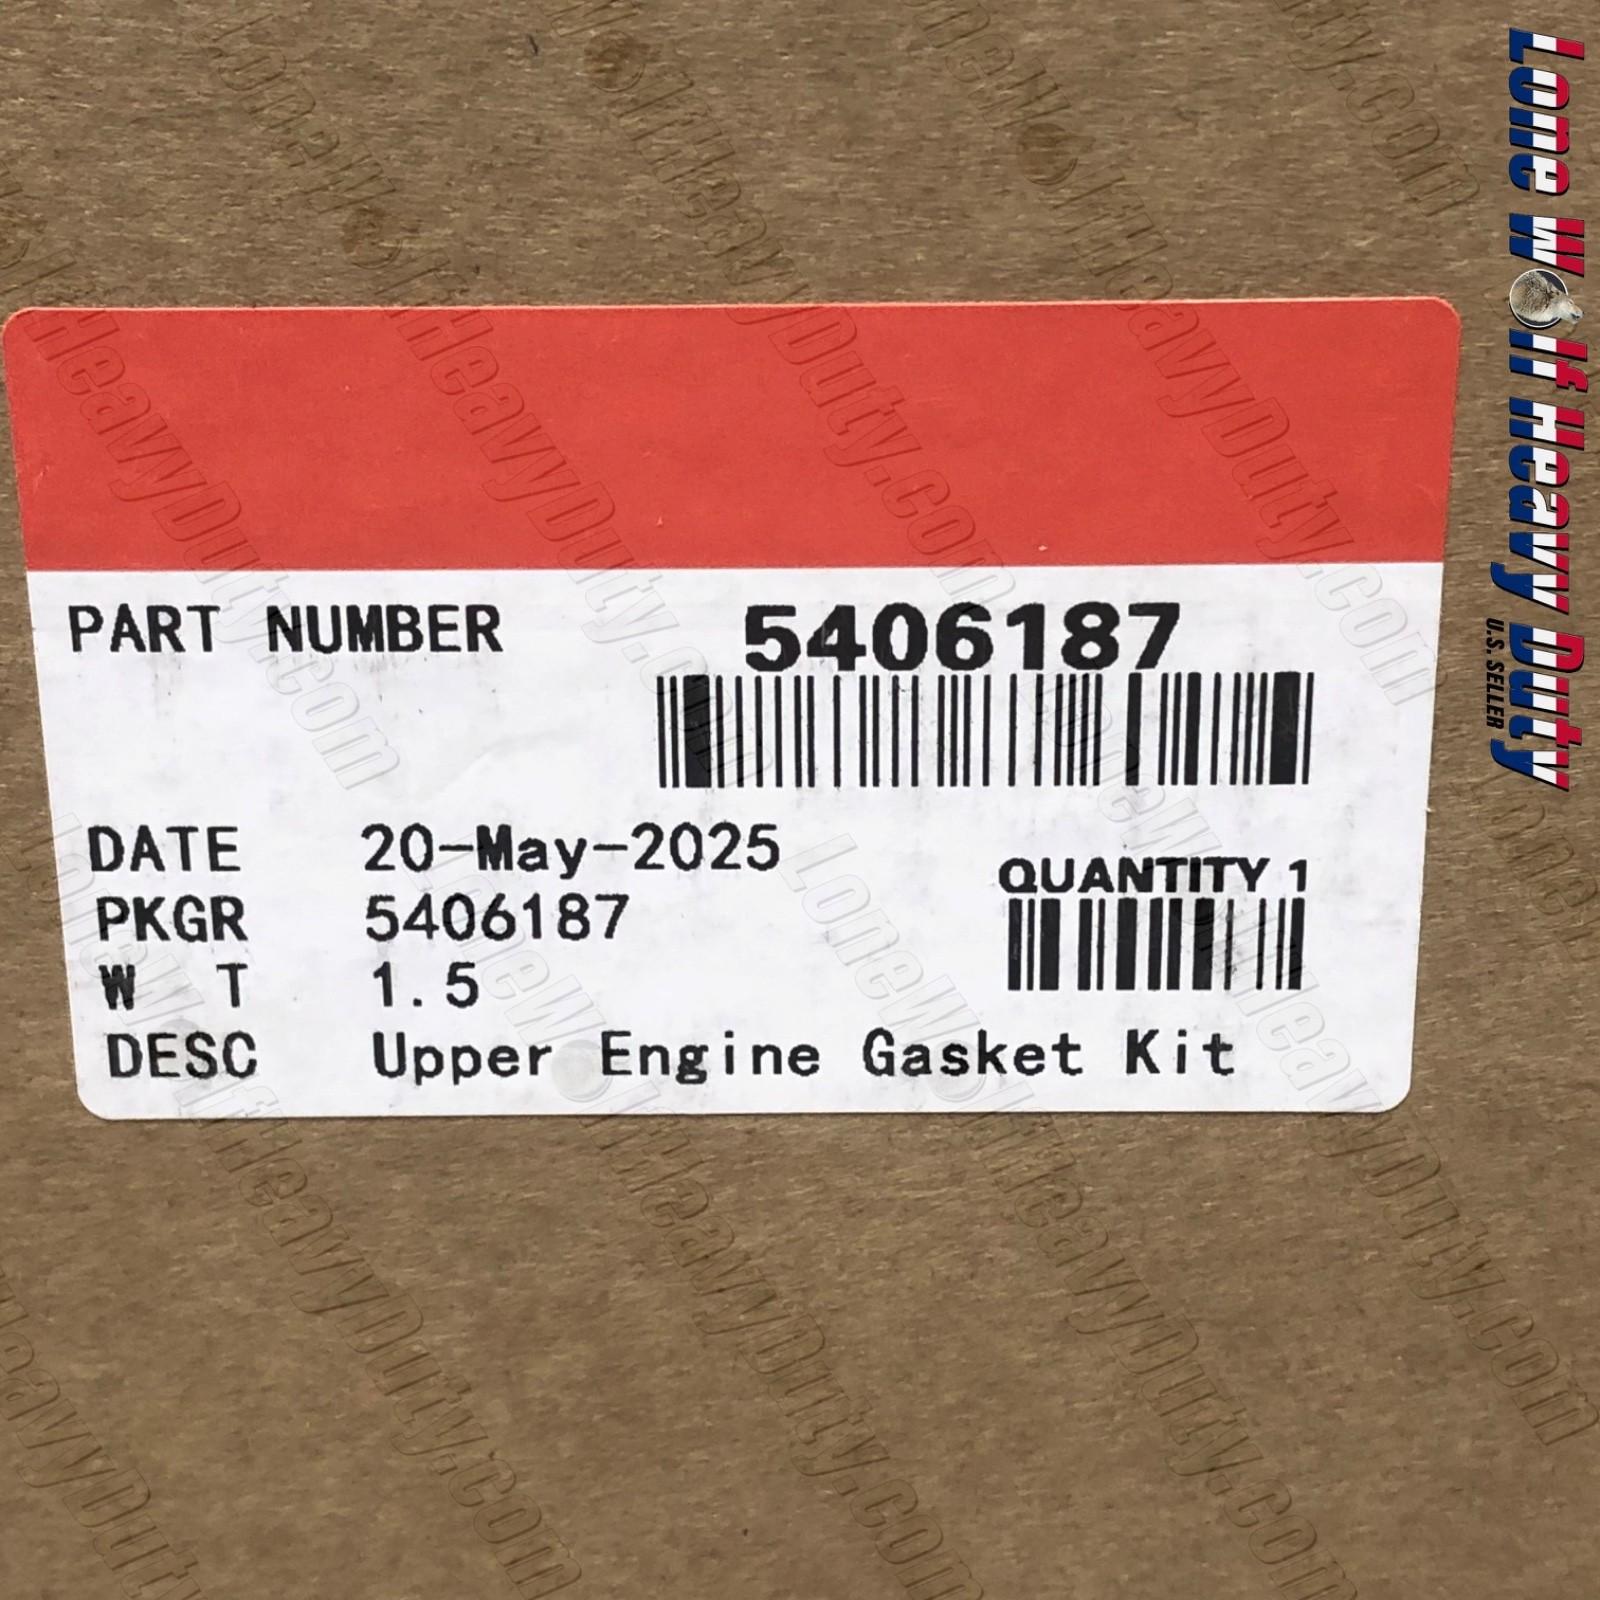 PART NUMBER 5406187
DATE 20-May-2025
QUANTITY 1
PKGR 5406187
W T 1.5
DESC Upper Engine Gasket Kit
Lone Wolf Heavy Duty
U.S. SELLER
LoneWolfHeavyDuty.com